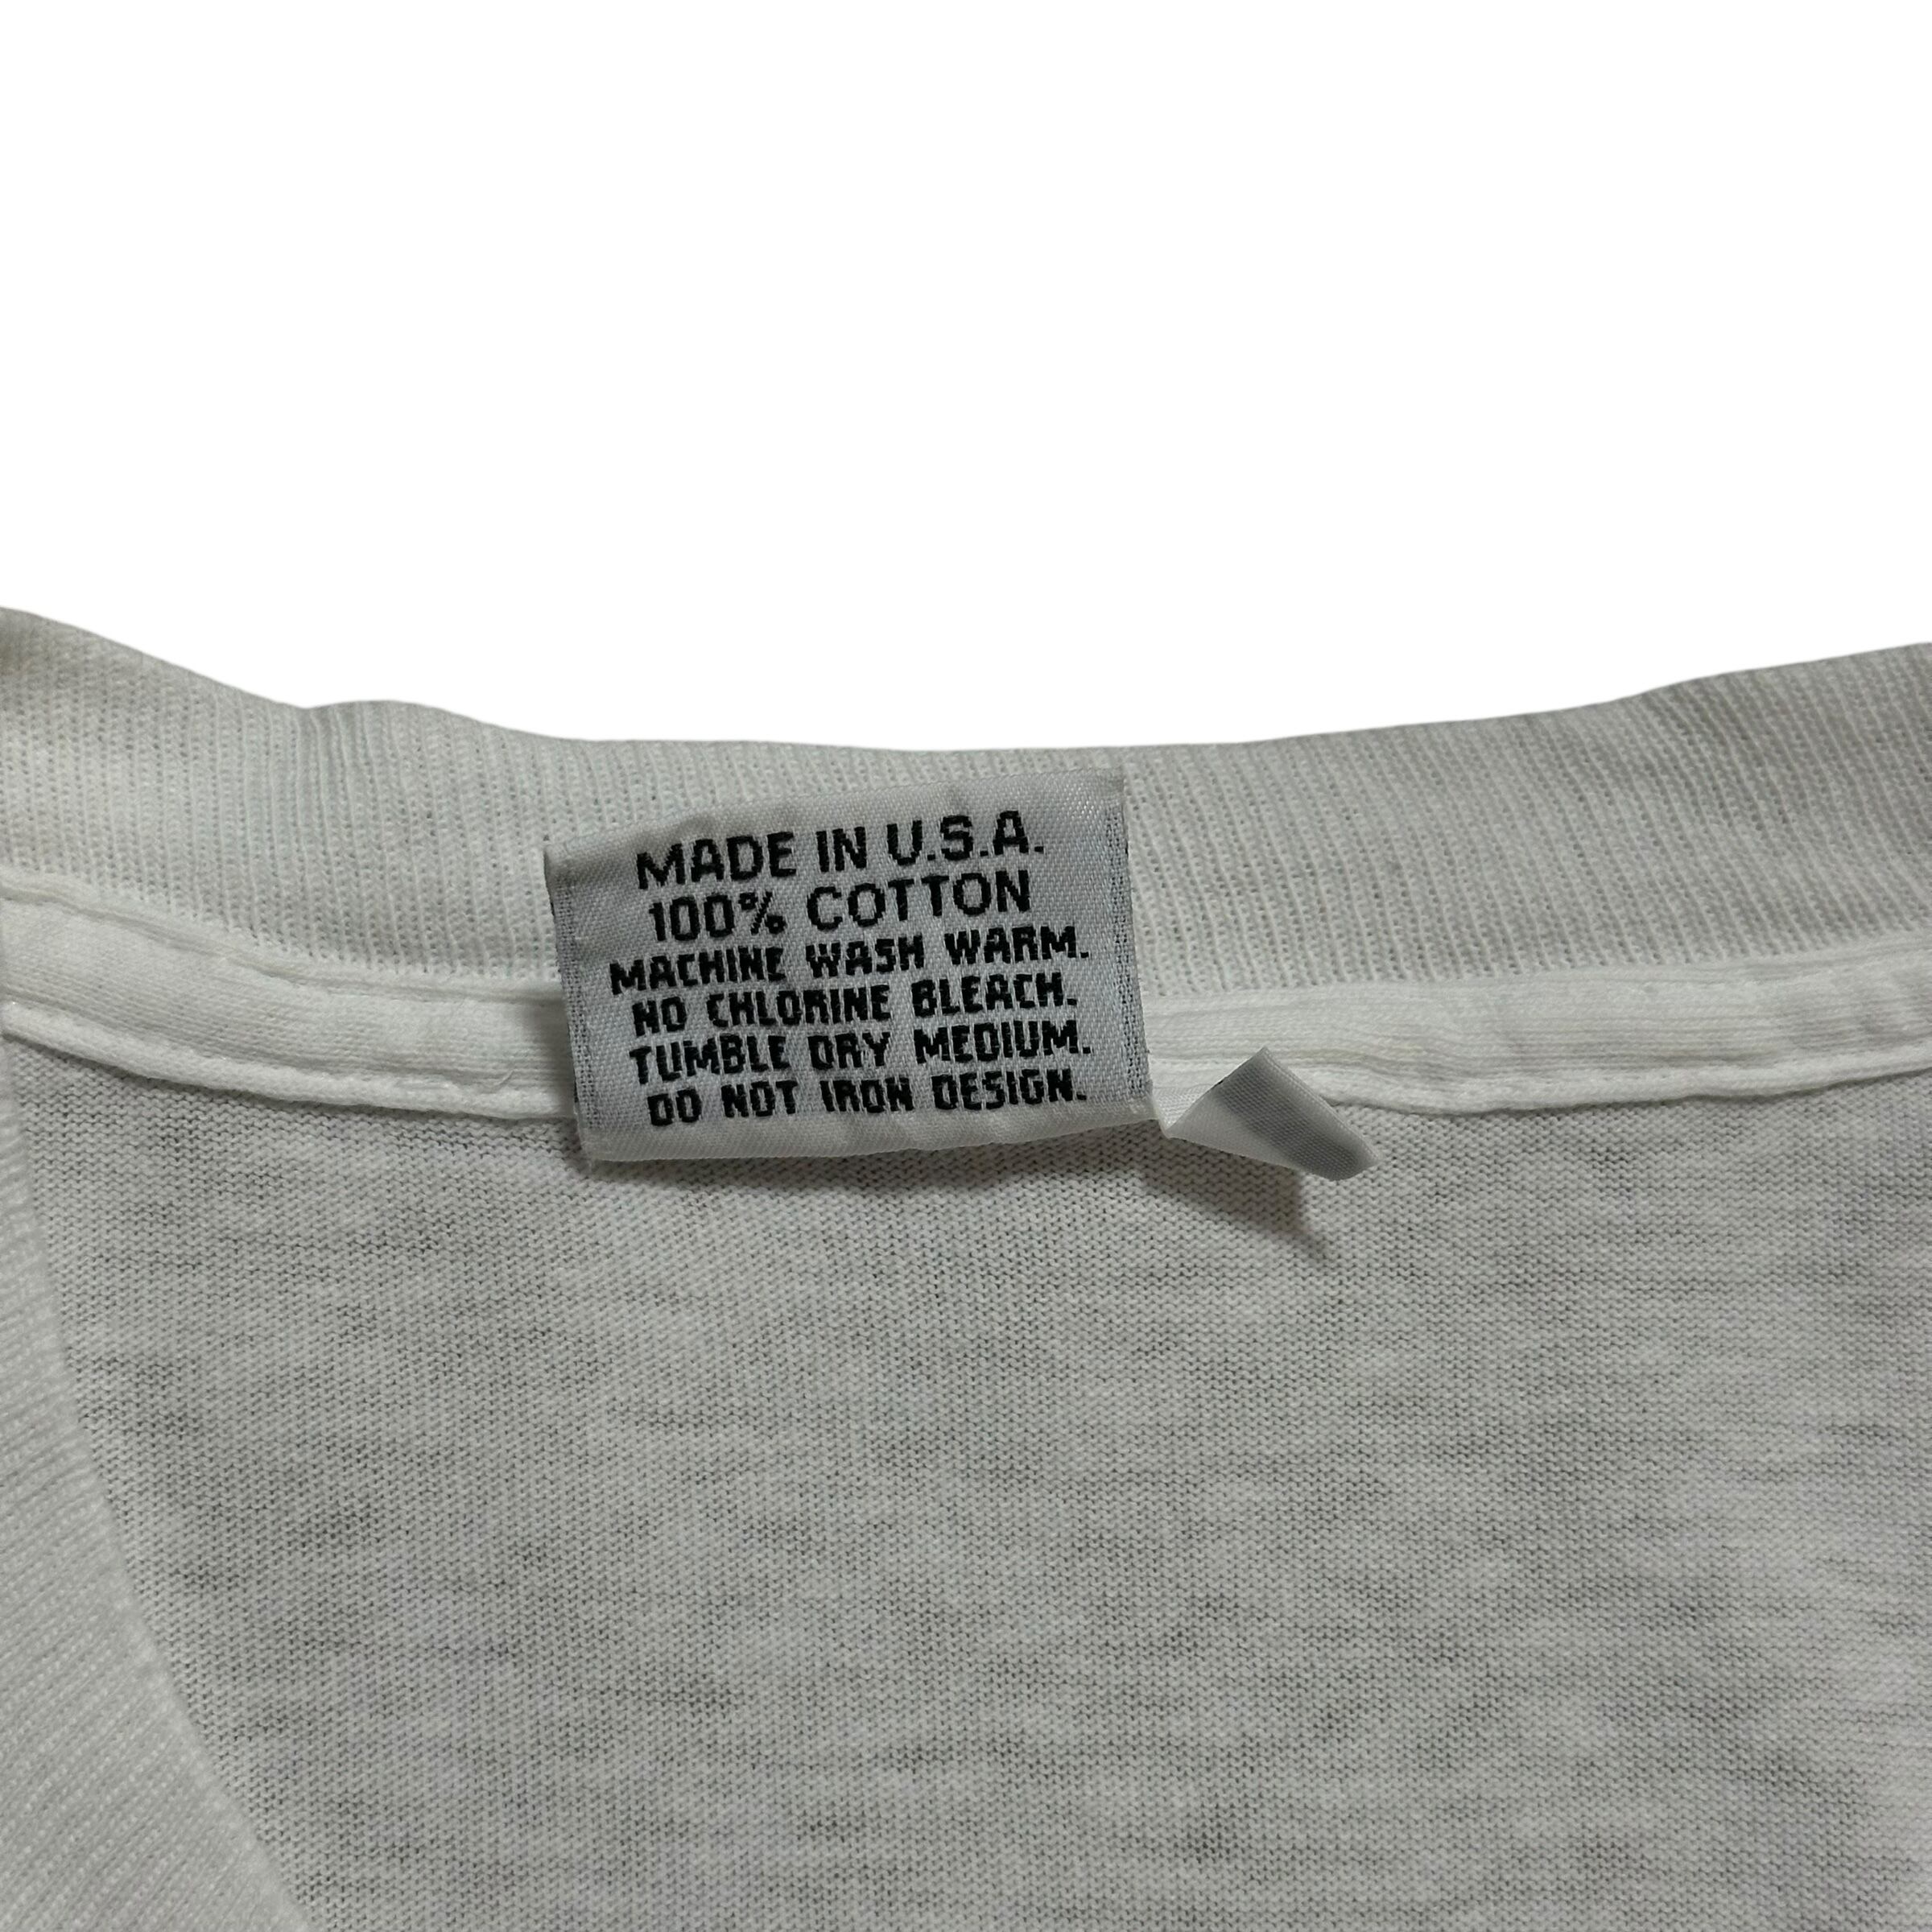 MADE IN U.S.A.
100% COTTON
MACHINE WASH WARM.
NO CHLORINE BLEACH.
TUMBLE DRY MEDIUM.
DO NOT IRON DESIGN.